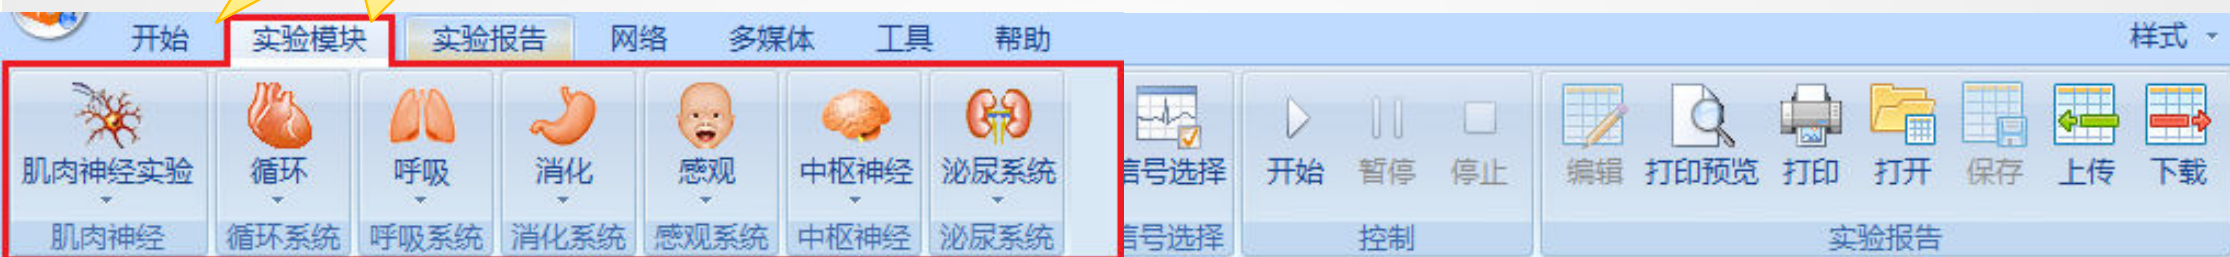 开始 实验模块 实验报告 网络 多媒体 工具 帮助 样式
肌肉神经实验 循环 呼吸 消化 感观 中枢神经 泌尿系统 信号选择 开始 暂停 停止 编辑 打印预览 打印 打开 保存 上传 下载
肌肉神经 循环系统 呼吸系统 消化系统 感观系统 中枢神经 泌尿系统 信号选择 控制 实验报告